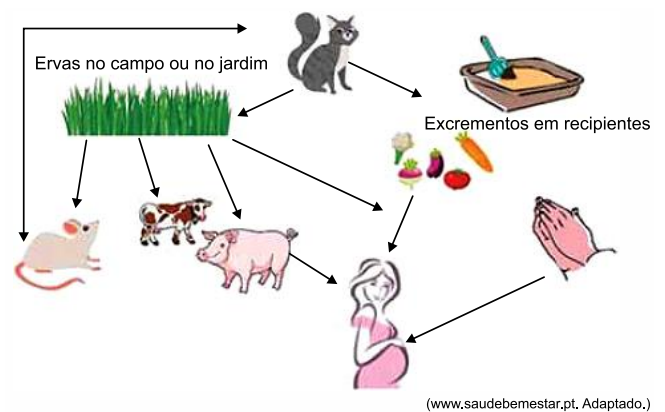 Ervas no campo ou no jardim
Excrementos em recipientes
(www.saudebemestar.pt. Adaptado.)